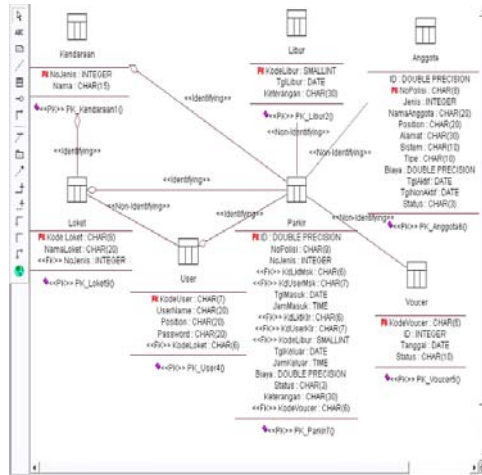 ABC
Kendaraan
NoJenis : INTEGER
Nama : CHAR(15)
<<PK>> PK_Kendaraan1()
Libur
KodeLibur : SMALLINT
TglLibur : DATE
Keterangan : CHAR(30)
<<PK>> PK_Libur2()
Anggota
ID : DOUBLE PRECISION
NoPolisi : CHAR(8)
Jenis : INTEGER
NamaAnggota : CHAR(20)
Position : CHAR(20)
Alamat : CHAR(30)
Sistem : CHAR(10)
Tipe : CHAR(10)
Biaya : DOUBLE PRECISION
TglAktif : DATE
TglNonAktif : DATE
Status : CHAR(3)
<<PK>> PK_Anggota6()
<<Identifying>>
<<Identifying>>
<<Non-Identifying>>
<<Non-Identifying>>
<<Identifying>>
<<Non-Identifying>>
<<Identifying>>
<<Non-Identifying>>
Loket
Kode Loket : CHAR(6)
NamaLoket : CHAR(20)
<<FK>> NoJenis : INTEGER
<<PK>> PK_Loket9()
User
KodeUser : CHAR(7)
UserName : CHAR(20)
Position : CHAR(20)
Password : CHAR(20)
<<FK>> KodeLoket : CHAR(6)
<<PK>> PK_User4()
Parkir
ID : DOUBLE PRECISION
NoPolisi : CHAR(8)
NoJenis : INTEGER
<<FK>> KdLktMsk : CHAR(6)
<<FK>> KdUserMsk : CHAR(7)
TglMasuk : DATE
JamMasuk : TIME
<<FK>> KdLktKlr : CHAR(6)
<<FK>> KdUserKlr : CHAR(7)
<<FK>> KodeLibur : SMALLINT
TglKeluar : DATE
JamKeluar : TIME
Biaya : DOUBLE PRECISION
Status : CHAR(3)
Keterangan : CHAR(30)
<<FK>> KodeVoucer : CHAR(6)
<<PK>> PK_Parkir7()
Voucer
KodeVoucer : CHAR(6)
ID : INTEGER
Tanggal : DATE
Status : CHAR(10)
<<PK>> PK_Voucer5()